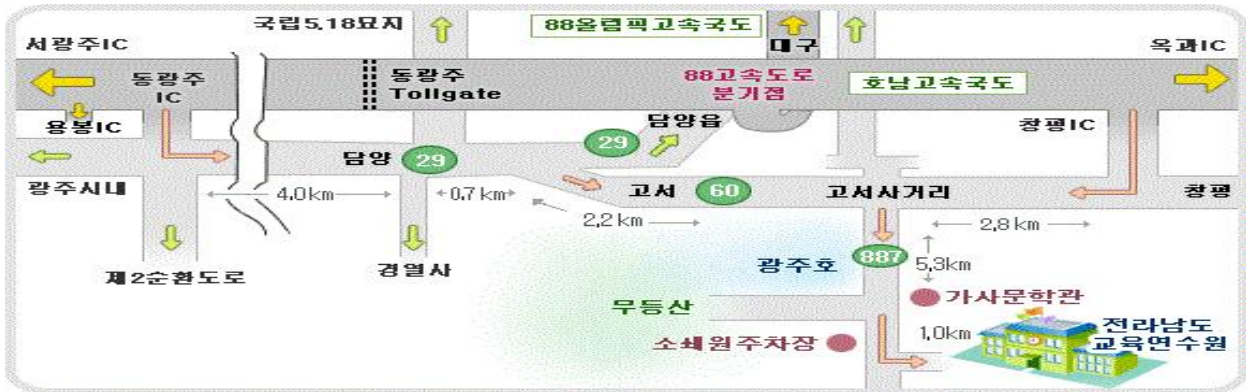 국립5.18묘지
88올림픽고속국도
서광주IC
대구
옥과IC
동광주
IC
동광주
Tollgate
88고속도로
분기점
호남고속국도
용봉IC
담양읍
창평IC
담양
29
29
광주시내
4.0km
0.7km
고서
60
고서사거리
창평
2.2km
2.8km
제2순환도로
경열사
광주호
887
5.3km
무등산
가사문학관
소쇄원주차장
1.0km
전라남도
교육연수원